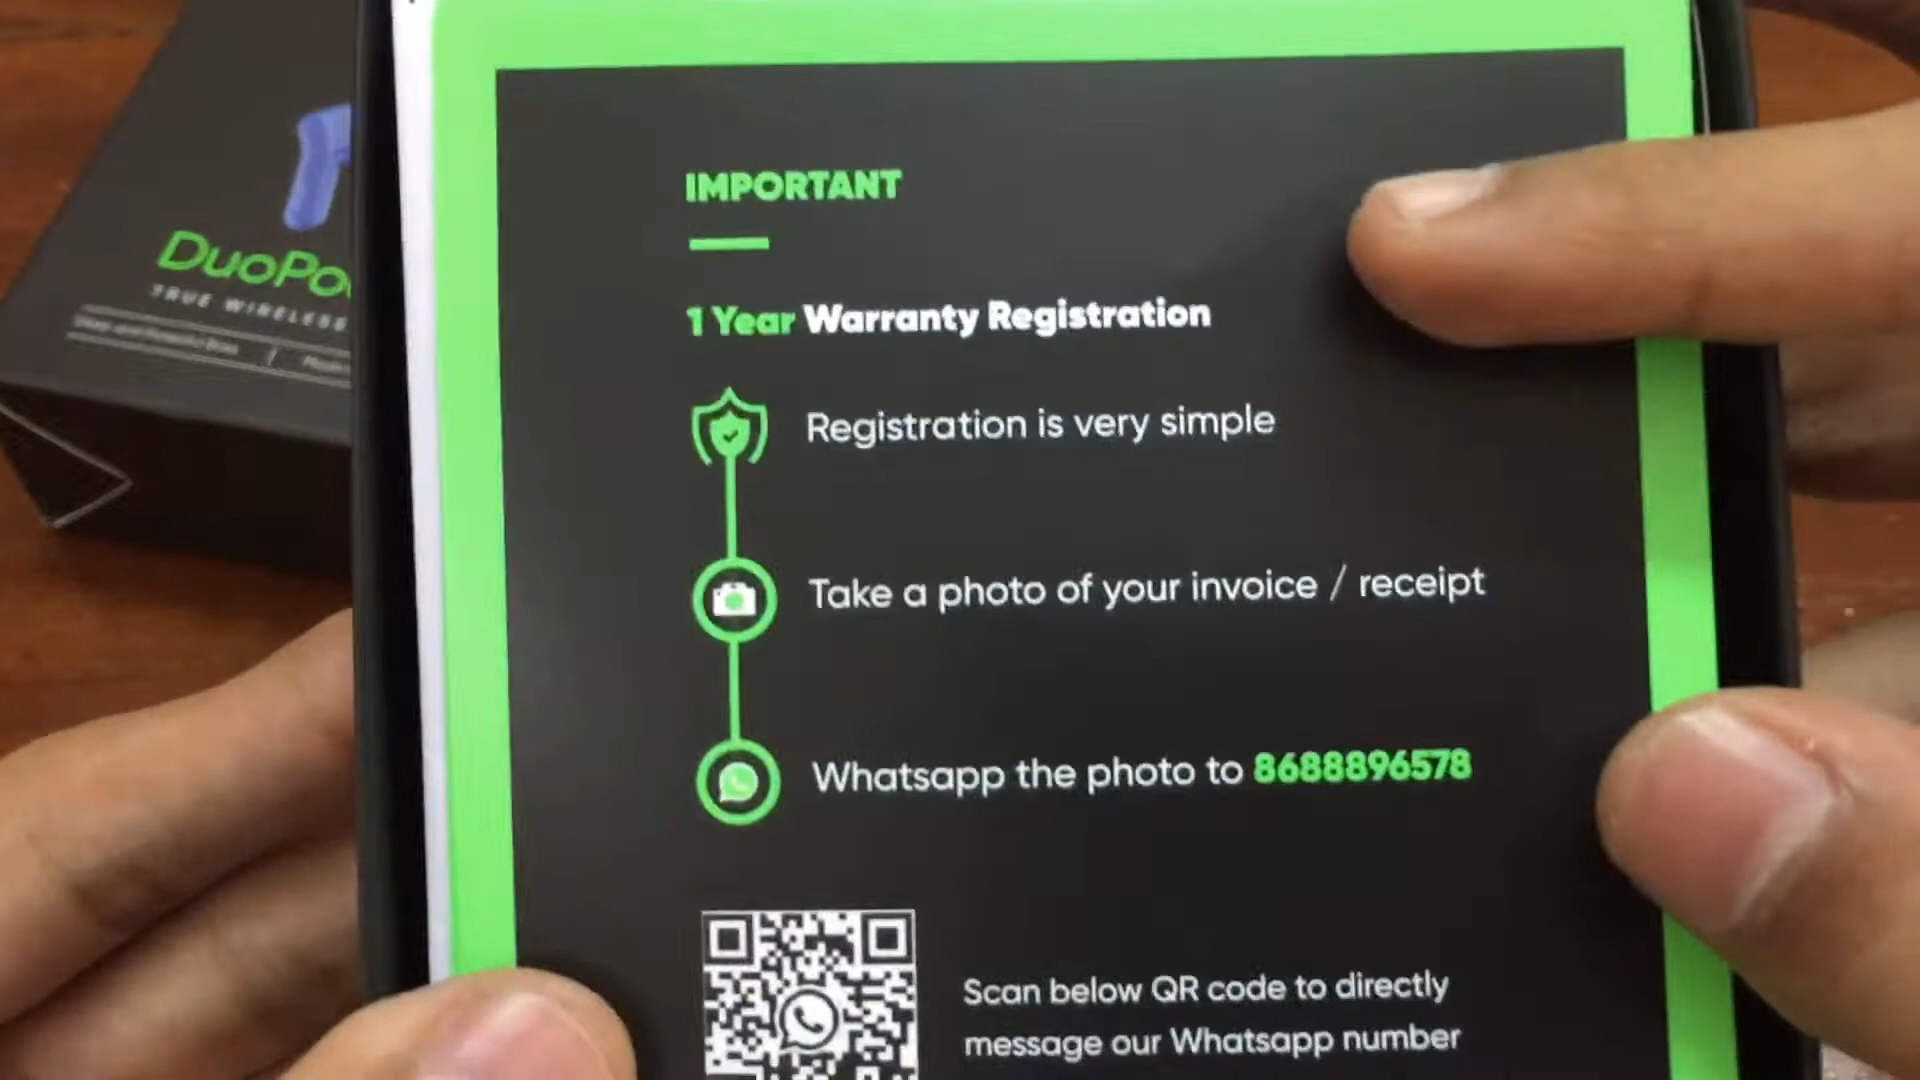 DuoPo
TRUE WIRELESS
IMPORTANT
1 Year Warranty Registration
Registration is very simple
Take a photo of your invoice / receipt
Whatsapp the photo to 8688896578
Scan below QR code to directly
message our Whatsapp number